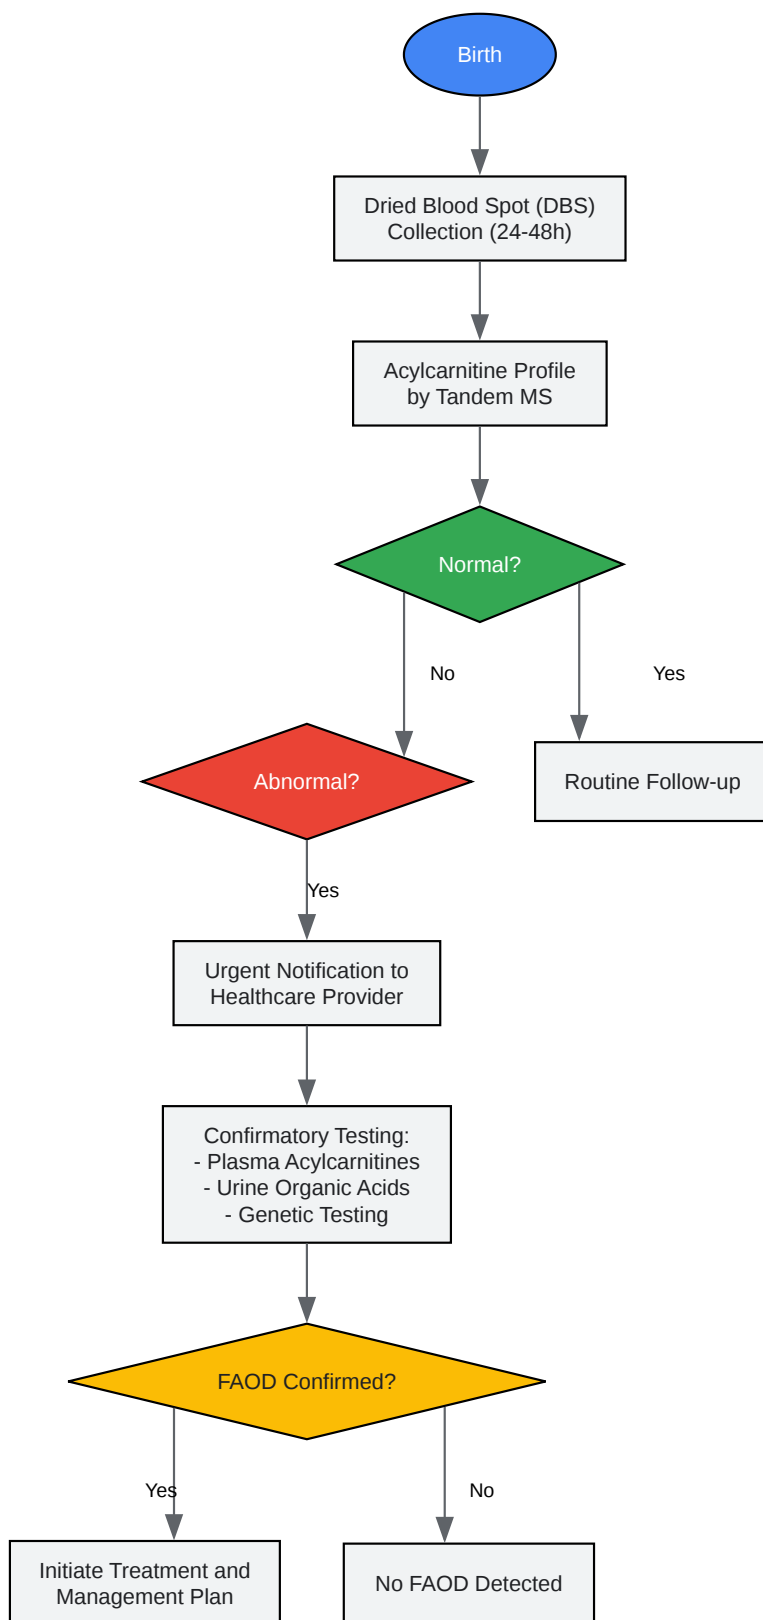 Birth
Dried Blood Spot (DBS)
Collection (24-48h)
Acylcarnitine Profile
by Tandem MS
Normal?
No
Yes
Abnormal?
Routine Follow-up
Yes
Urgent Notification to
Healthcare Provider
Confirmatory Testing:
- Plasma Acylcarnitines
- Urine Organic Acids
- Genetic Testing
FAOD Confirmed?
Yes
No
Initiate Treatment and
Management Plan
No FAOD Detected